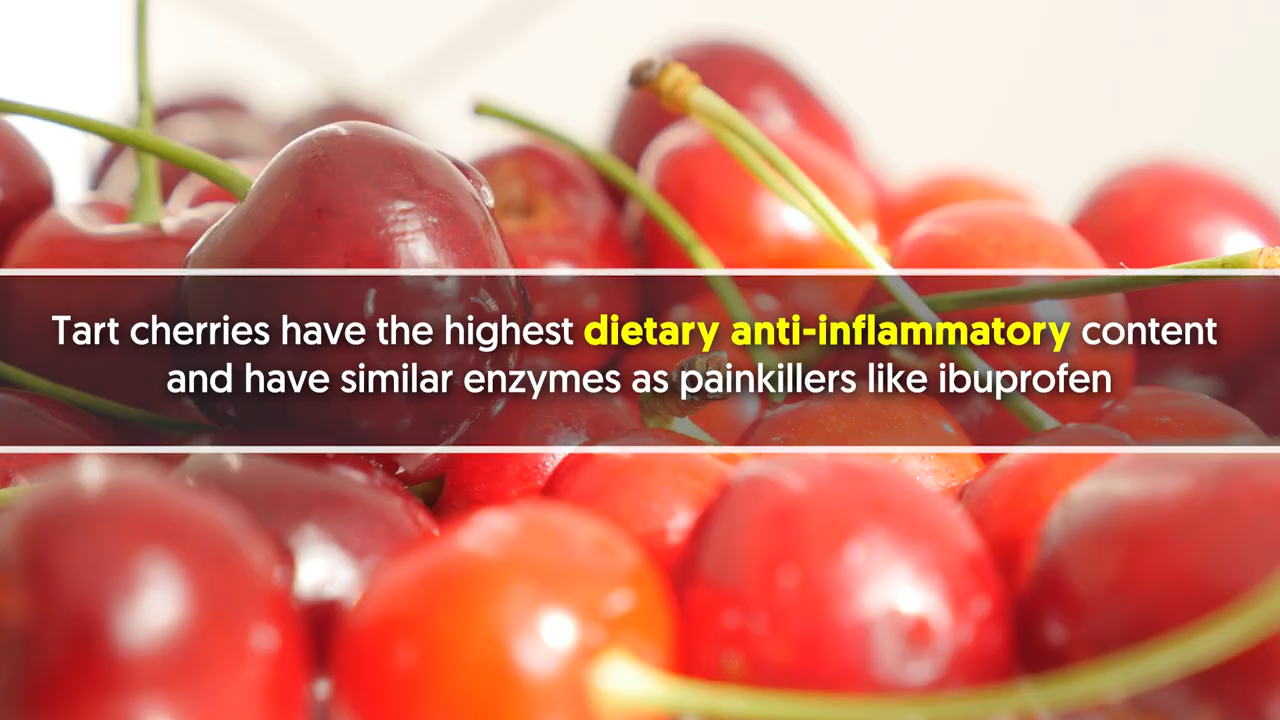 Tart cherries have the highest dietary anti-inflammatory content
and have similar enzymes as painkillers like ibuprofen